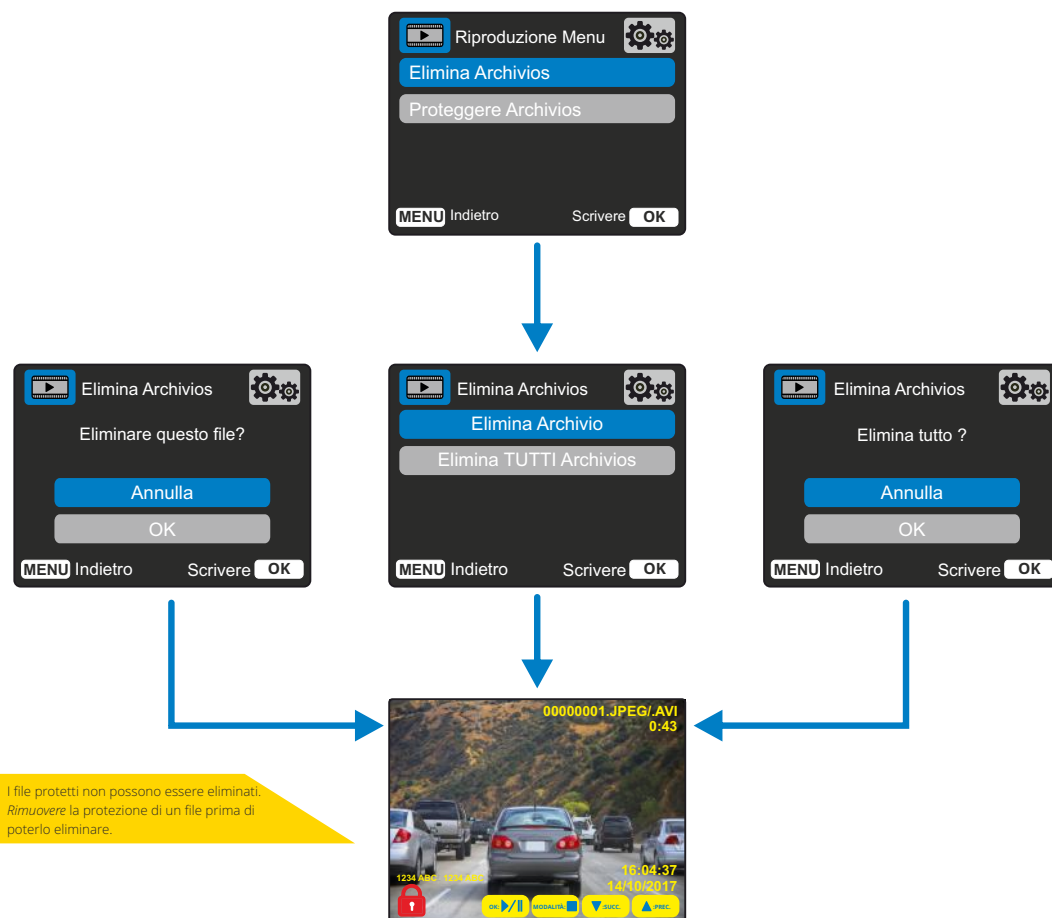 Riproduzione Menu
Elimina Archivios
Proteggere Archivios
MENU Indietro Scrivere OK
Elimina Archivios
Eliminare questo file?
Annulla
OK
MENU Indietro Scrivere OK
Elimina Archivios
Elimina Archivio
Elimina TUTTI Archivios
MENU Indietro Scrivere OK
Elimina Archivios
Elimina tutto ?
Annulla
OK
MENU Indietro Scrivere OK
00000001.JPEG/.AVI
0:43
I file protetti non possono essere eliminati.
Rimuovere la protezione di un file prima di
poterlo eliminare.
16:04:37
1234 ABC 1234 ABC
14/10/2017
OK: MODALITÀ: :SUCC. :PREC.